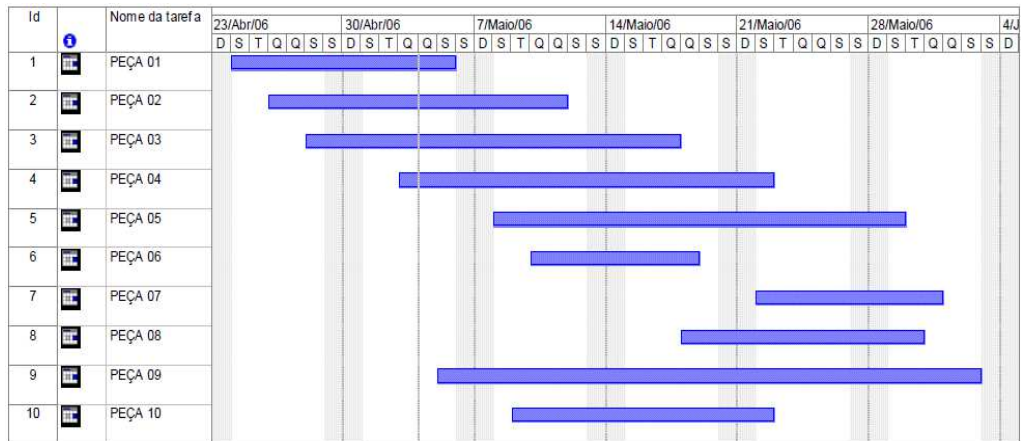 Id Nome da tarefa 23/Abr/06 30/Abr/06 7/Maio/06 14/Maio/06 21/Maio/06 28/Maio/06 4/J
D S T Q Q S S D S T Q Q S S D S T Q Q S S D S T Q Q S S D S T Q Q S S D S T Q Q S S D
1 PEÇA 01
2 PEÇA 02
3 PEÇA 03
4 PEÇA 04
5 PEÇA 05
6 PEÇA 06
7 PEÇA 07
8 PEÇA 08
9 PEÇA 09
10 PEÇA 10